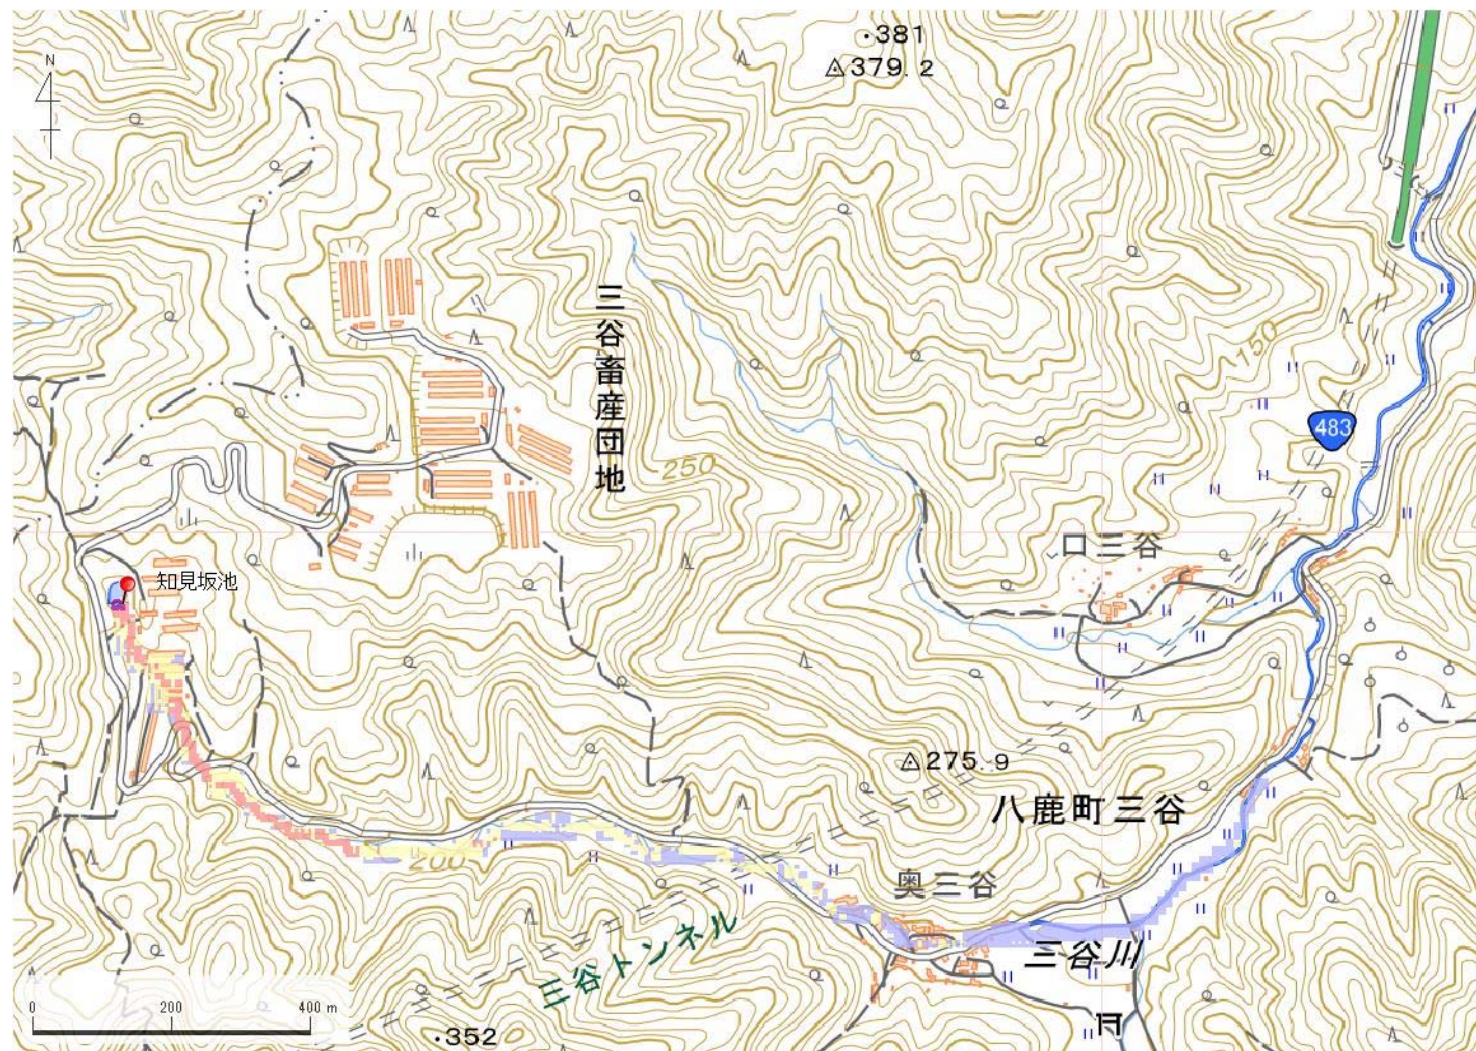 N
・381
379.2
三谷畜産団地
250
150
483
口三谷
知見坂池
275.9
八鹿町三谷
200
奥三谷
三谷川
三谷トンネル
・352
0 200 400 m